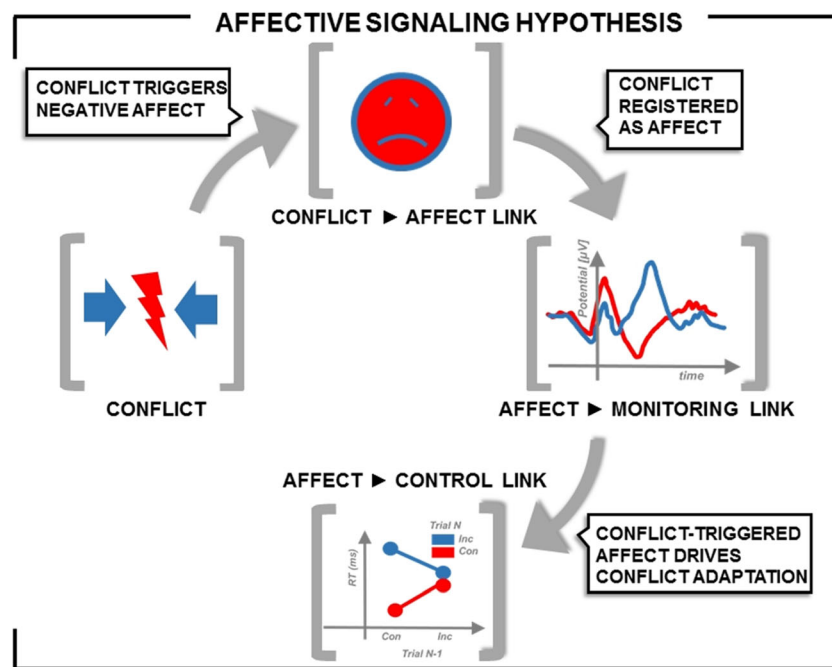 AFFECTIVE SIGNALING HYPOTHESIS
CONFLICT TRIGGERS
NEGATIVE AFFECT
CONFLICT
REGISTERED
AS AFFECT
CONFLICT ► AFFECT LINK
CONFLICT
Potential [µV]
time
AFFECT ► MONITORING LINK
AFFECT ► CONTROL LINK
Trial N
Inc
Con
RT (ms)
Con
Inc
Trial N-1
CONFLICT-TRIGGERED
AFFECT DRIVES
CONFLICT ADAPTATION